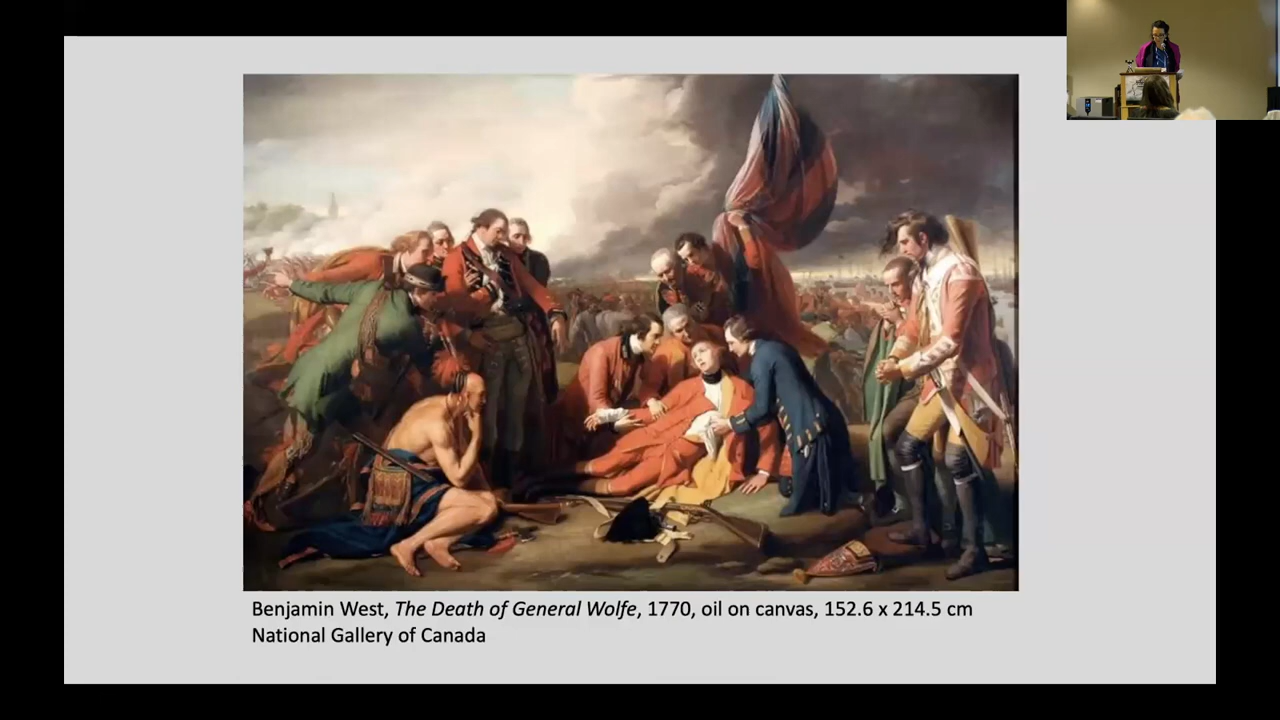 Benjamin West, The Death of General Wolfe, 1770, oil on canvas, 152.6 x 214.5 cm
National Gallery of Canada